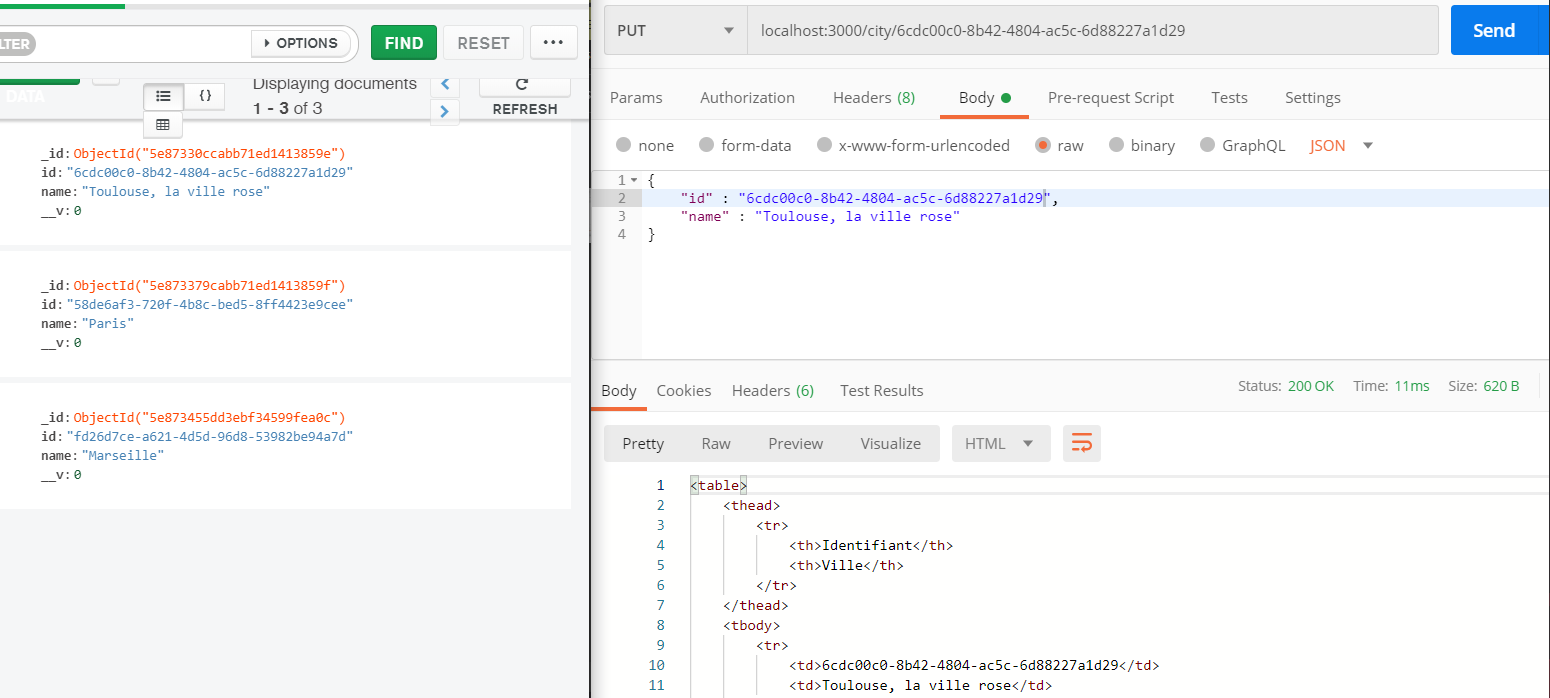 LTER
OPTIONS
FIND
RESET
DATA
{}
Displaying documents
1 - 3 of 3
REFRESH
_id: ObjectId("5e87330ccabb71ed1413859e")
id: "6cdc00c0-8b42-4804-ac5c-6d88227a1d29"
name: "Toulouse, la ville rose"
__v: 0
_id: ObjectId("5e873379cabb71ed1413859f")
id: "58de6af3-720f-4b8c-bed5-8ff4423e9cee"
name: "Paris"
__v: 0
_id: ObjectId("5e873455dd3ebf34599fea0c")
id: "fd26d7ce-a621-4d5d-96d8-53982be94a7d"
name: "Marseille"
__v: 0
PUT
localhost:3000/city/6cdc00c0-8b42-4804-ac5c-6d88227a1d29
Send
Params Authorization Headers (8) Body Pre-request Script Tests Settings
none form-data x-www-form-urlencoded raw binary GraphQL JSON
1 {
2 "id" : "6cdc00c0-8b42-4804-ac5c-6d88227a1d29",
3 "name" : "Toulouse, la ville rose"
4 }
Body Cookies Headers (6) Test Results Status: 200 OK Time: 11ms Size: 620 B
Pretty Raw Preview Visualize HTML
1 <table>
2 <thead>
3 <tr>
4 <th>Identifiant</th>
5 <th>Ville</th>
6 </tr>
7 </thead>
8 <tbody>
9 <tr>
10 <td>6cdc00c0-8b42-4804-ac5c-6d88227a1d29</td>
11 <td>Toulouse, la ville rose</td>